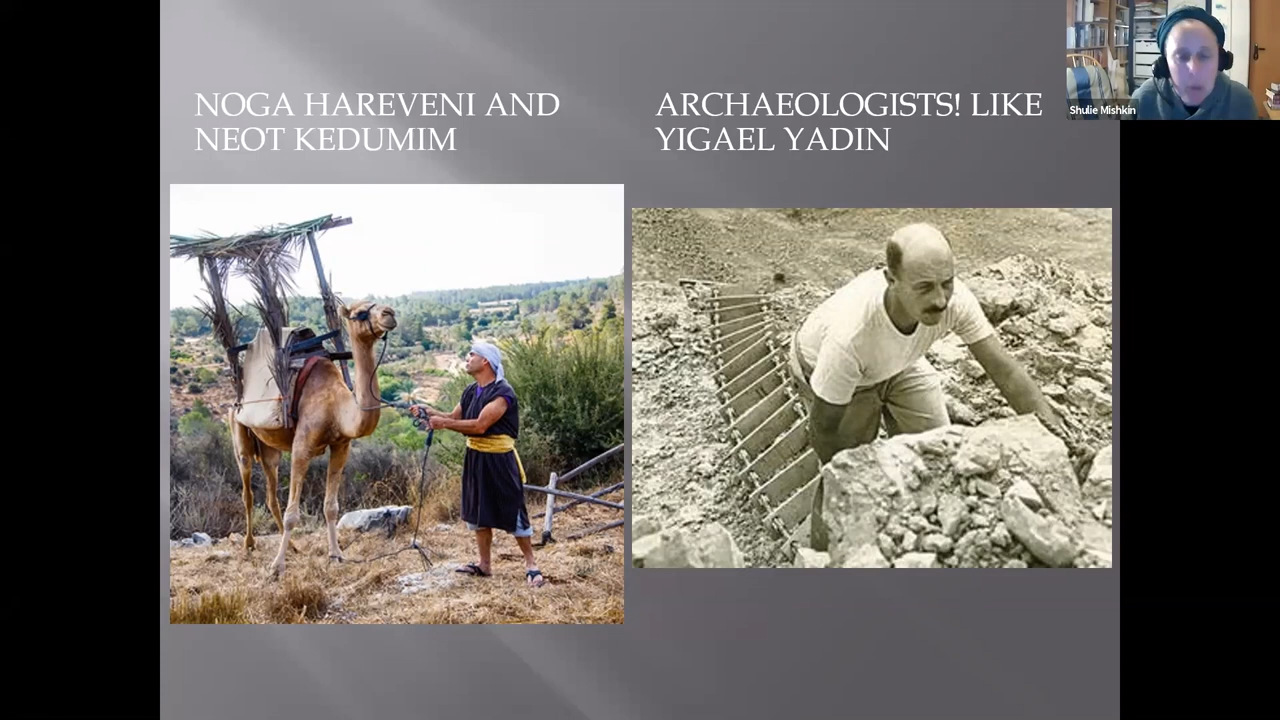 NOGA HAREVENI AND
NEOT KEDUMIM
ARCHAEOLOGISTS! LIKE
YIGAEL YADIN
Shulie Mishkin